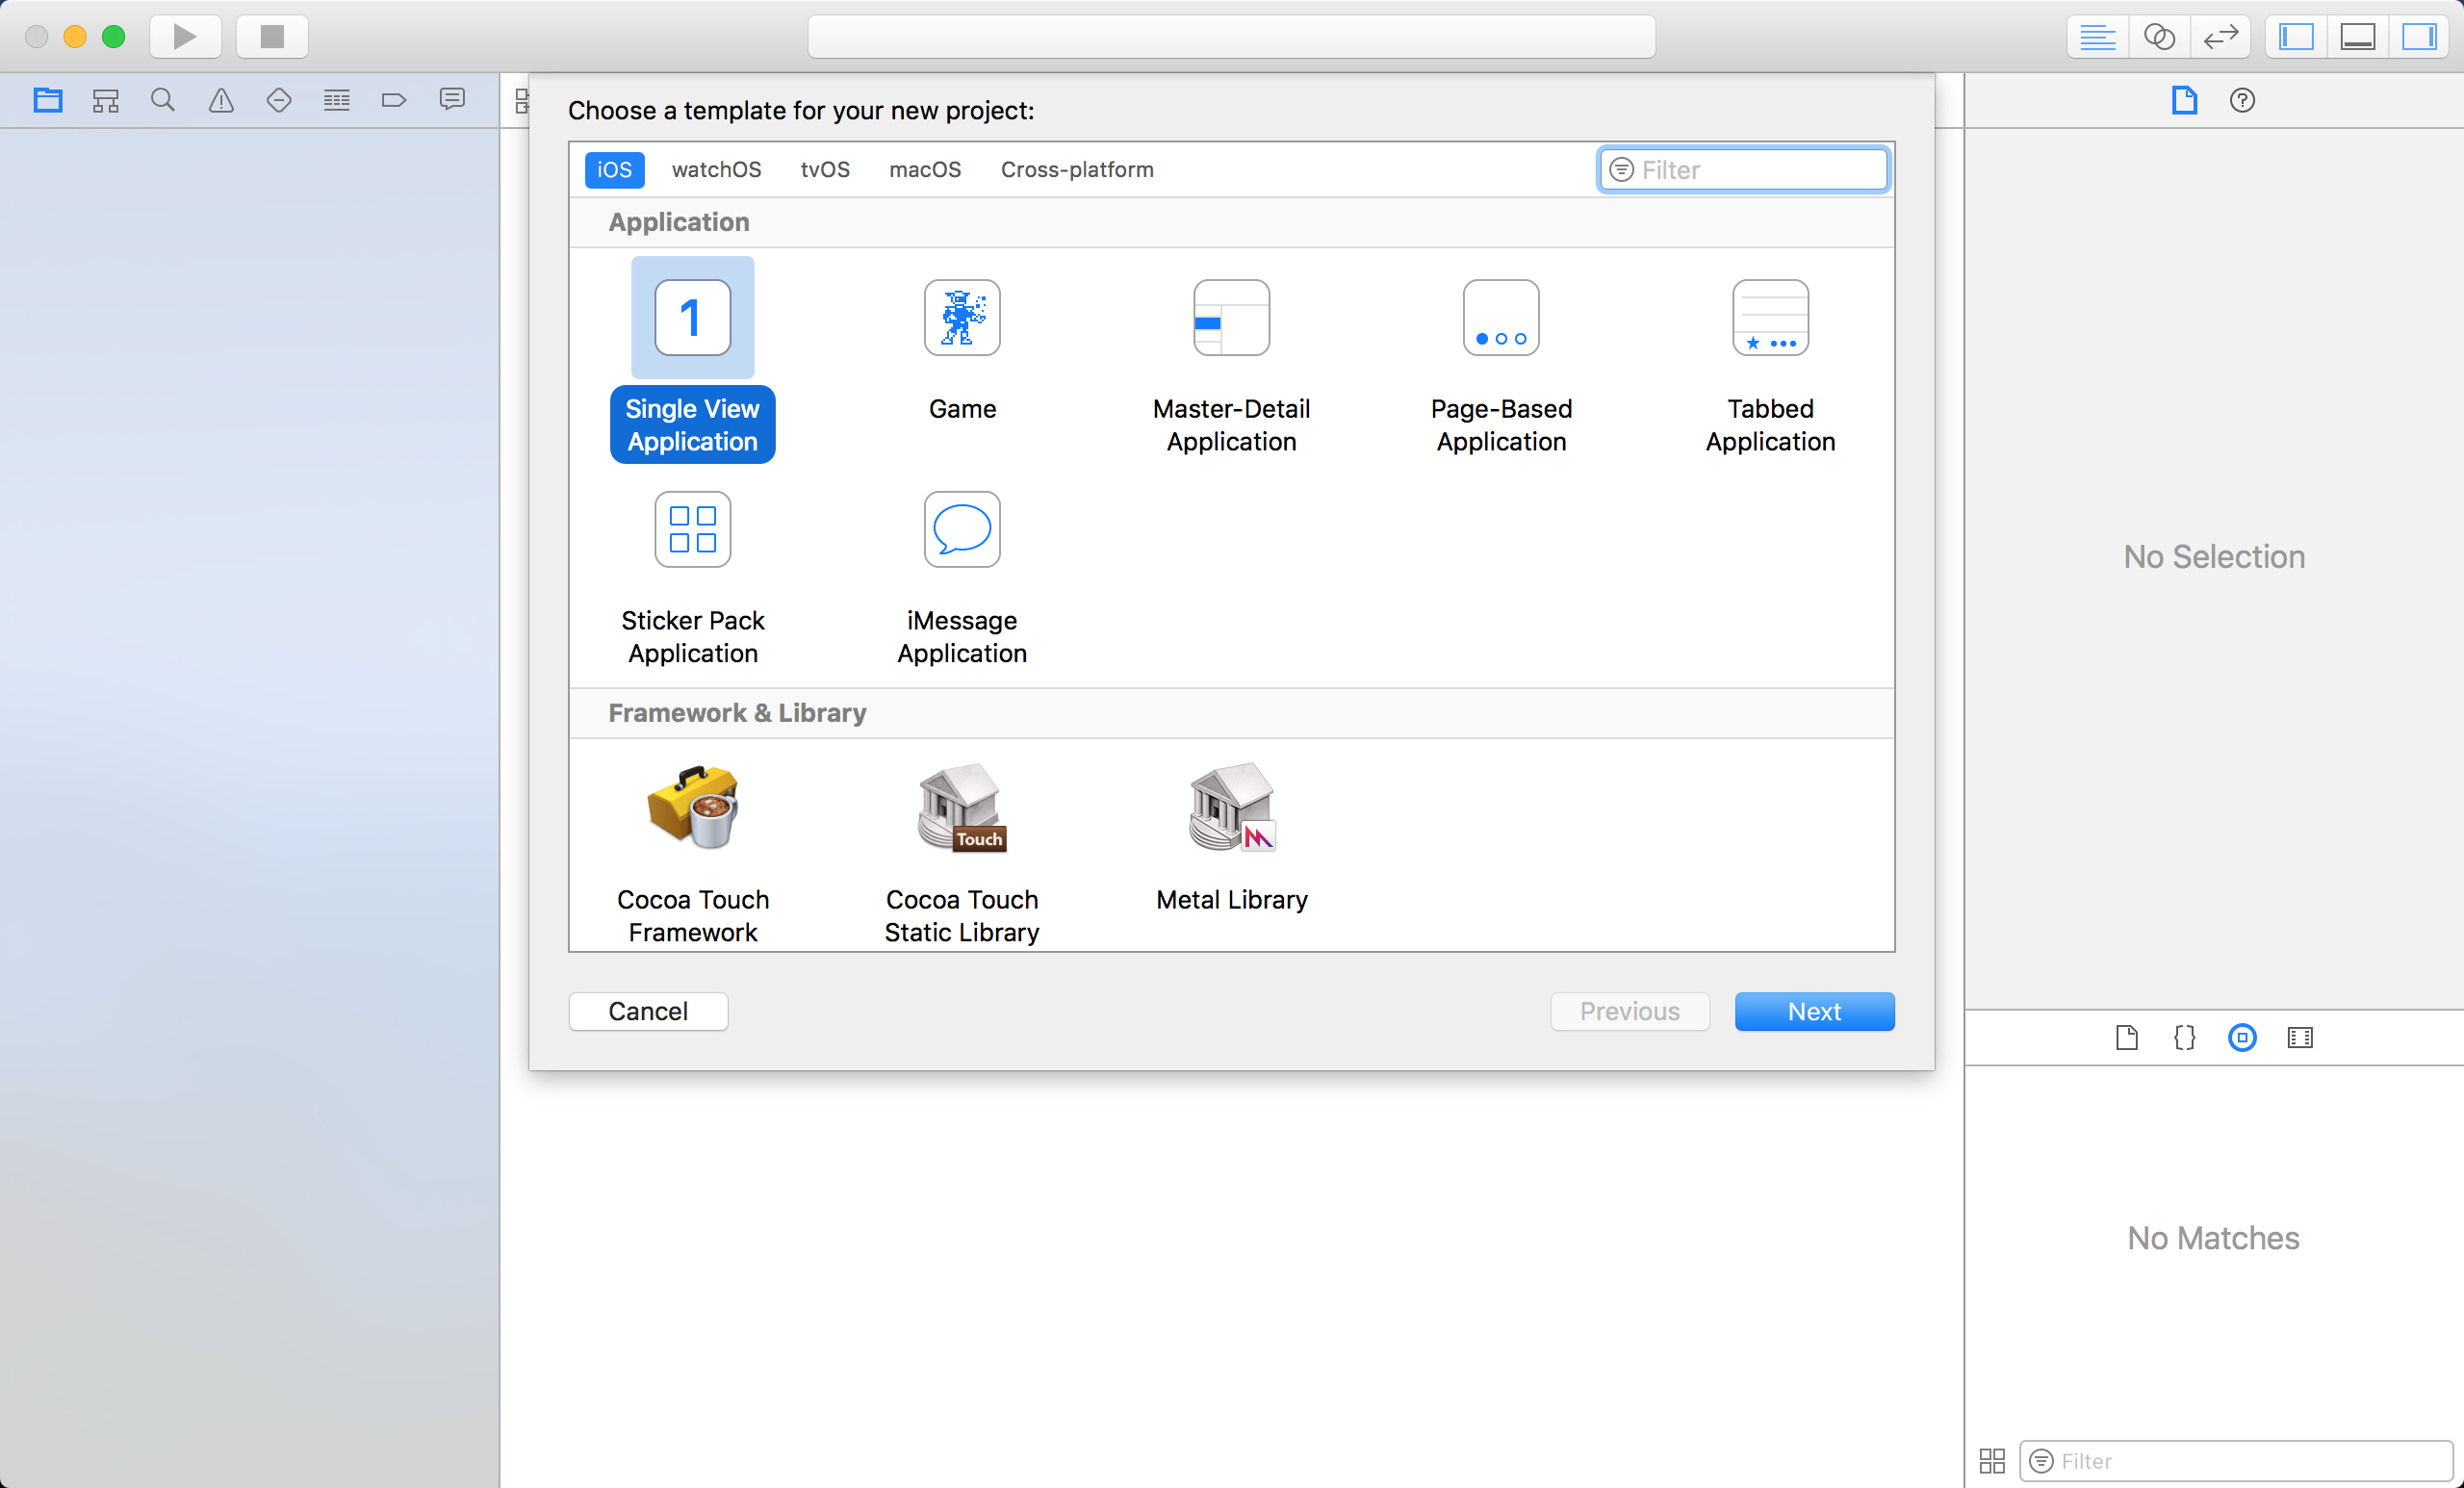 Choose a template for your new project:
iOS watchOS tvOS macOS Cross-platform Filter
Application
1
Single View Application
Game
Master-Detail Application
Page-Based Application
Tabbed Application
Sticker Pack Application
iMessage Application
Framework & Library
Touch
Cocoa Touch Framework
Cocoa Touch Static Library
Metal Library
Cancel Previous Next
No Selection
No Matches
Filter